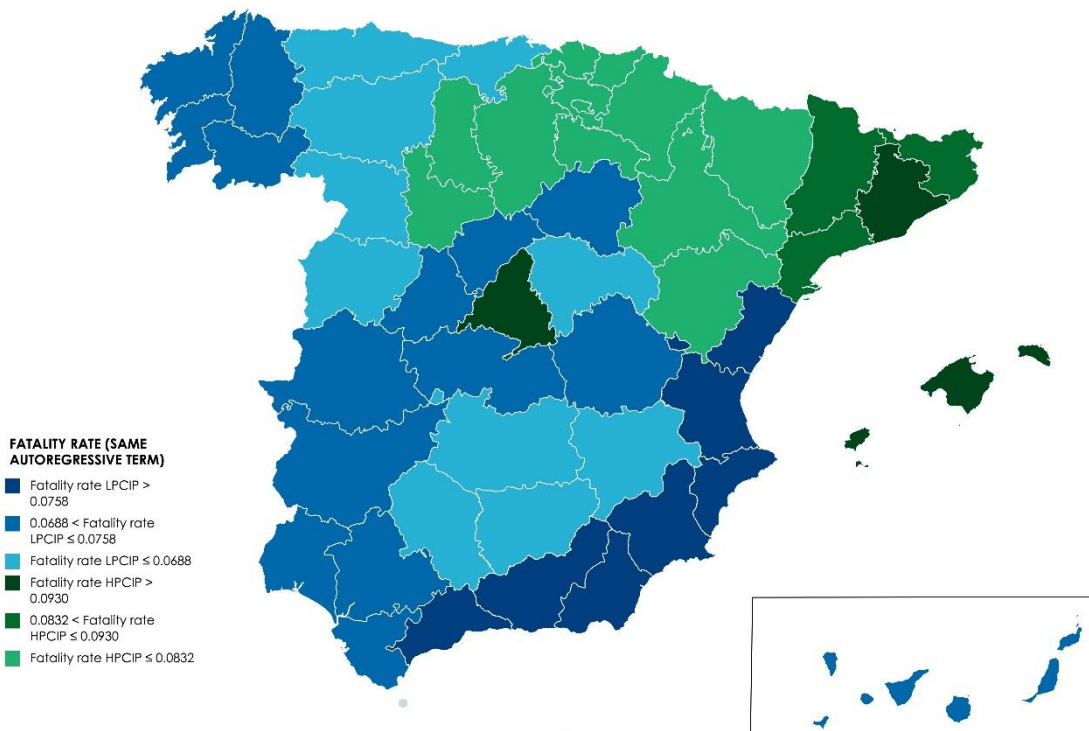 FATALITY RATE (SAME
AUTOREGRESSIVE TERM)
Fatality rate LPCIP >
0.0758
0.0688 < Fatality rate
LPCIP ≤ 0.0758
Fatality rate LPCIP ≤ 0.0688
Fatality rate HPCIP >
0.0930
0.0832 < Fatality rate
HPCIP ≤ 0.0930
Fatality rate HPCIP ≤ 0.0832